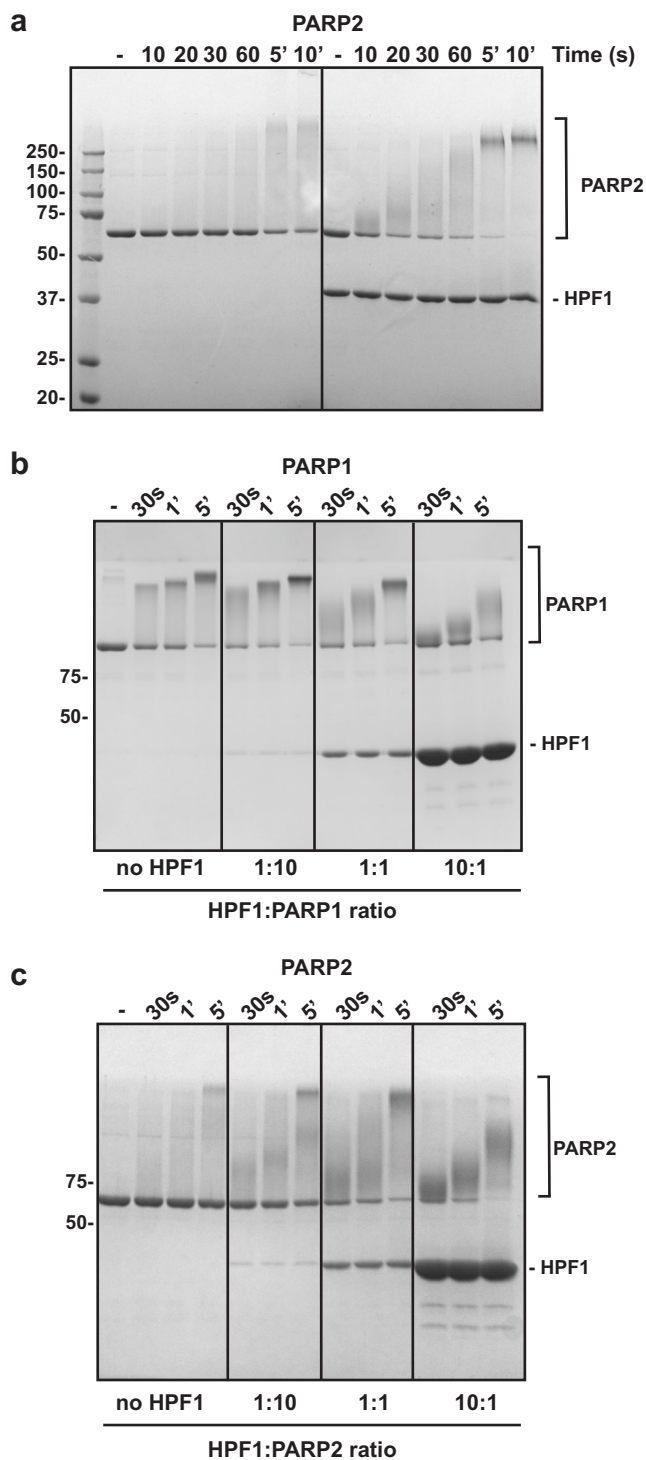 a
PARP2
- 10 20 30 60 5' 10' - 10 20 30 60 5' 10' Time (s)
250-
150-
100-
75-
50-
37-
25-
20-
PARP2
- HPF1
b
PARP1
- 30s 1' 5' 30s 1' 5' 30s 1' 5' 30s 1' 5'
75-
50-
PARP1
- HPF1
no HPF1 1:10 1:1 10:1
HPF1:PARP1 ratio
c
PARP2
- 30s 1' 5' 30s 1' 5' 30s 1' 5' 30s 1' 5'
75-
50-
PARP2
- HPF1
no HPF1 1:10 1:1 10:1
HPF1:PARP2 ratio